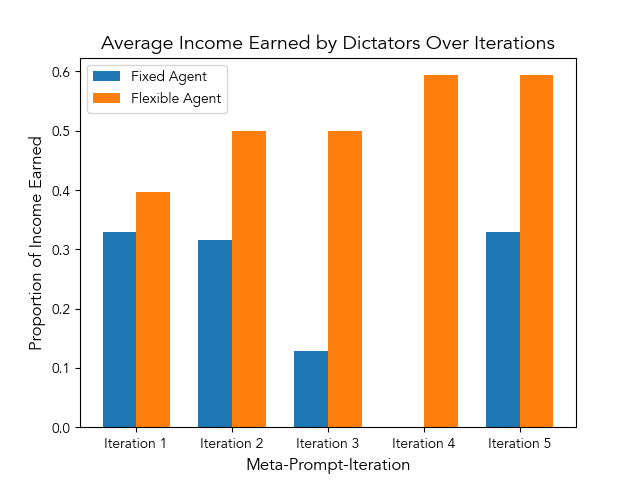 Average Income Earned by Dictators Over Iterations
Fixed Agent
Flexible Agent
Proportion of Income Earned
0.6
0.5
0.4
0.3
0.2
0.1
0.0
Iteration 1 Iteration 2 Iteration 3 Iteration 4 Iteration 5
Meta-Prompt-Iteration